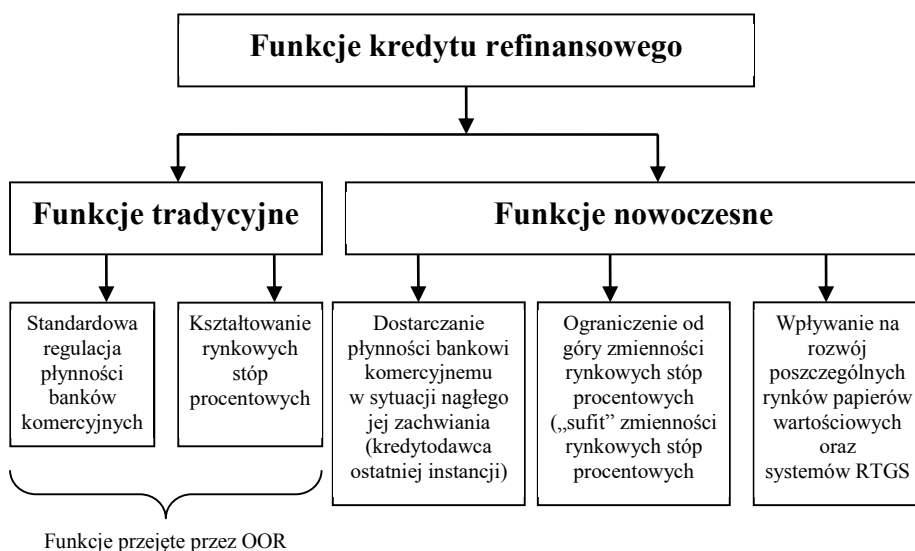 Funkcje kredytu refinansowego
Funkcje tradycyjne
Funkcje nowoczesne
Standardowa
regulacja
płynności
banków
komercyjnych
Kształtowanie
rynkowych
stóp
procentowych
Dostarczanie
płynności bankowi
komercyjnemu
w sytuacji nagłego
jej zachwiania
(kredytodawca
ostatniej instancji)
Ograniczenie od
góry zmienności
rynkowych stóp
procentowych
(„sufit” zmienności
rynkowych stóp
procentowych
Wpływanie na
rozwój
poszczególnych
rynków papierów
wartościowych
oraz
systemów RTGS
Funkcje przejęte przez OOR